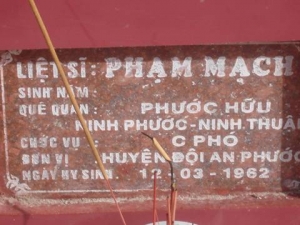 LIỆT SĨ: PHẠM MẠCH
SINH NĂM :
QUÊ QUÁN : PHƯỚC HỮU
NINH PHƯỚC-NINH THUẬN
CHỨC VỤ : C PHÓ
ĐƠN VỊ HUYỆN ĐỘI AN PHƯỚC
NGÀY HY SINH. 12-03-1962